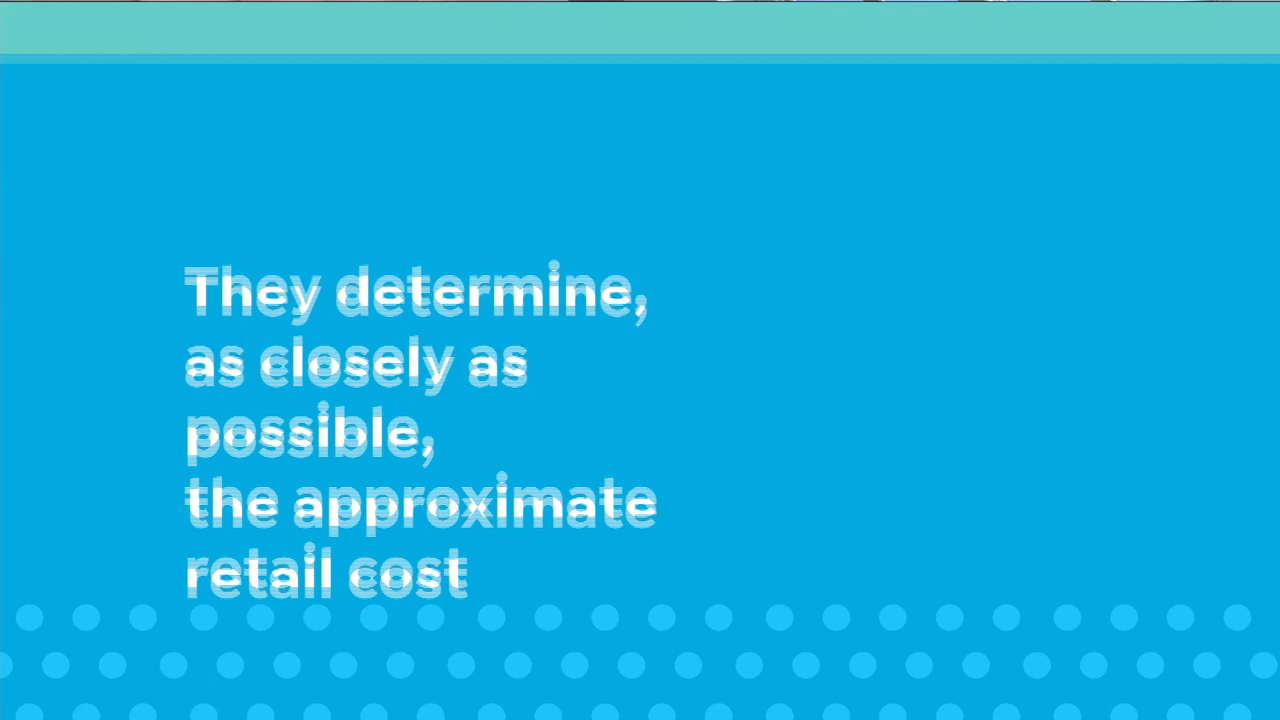 They determine,
as closely as
possible,
the approximate
retail cost